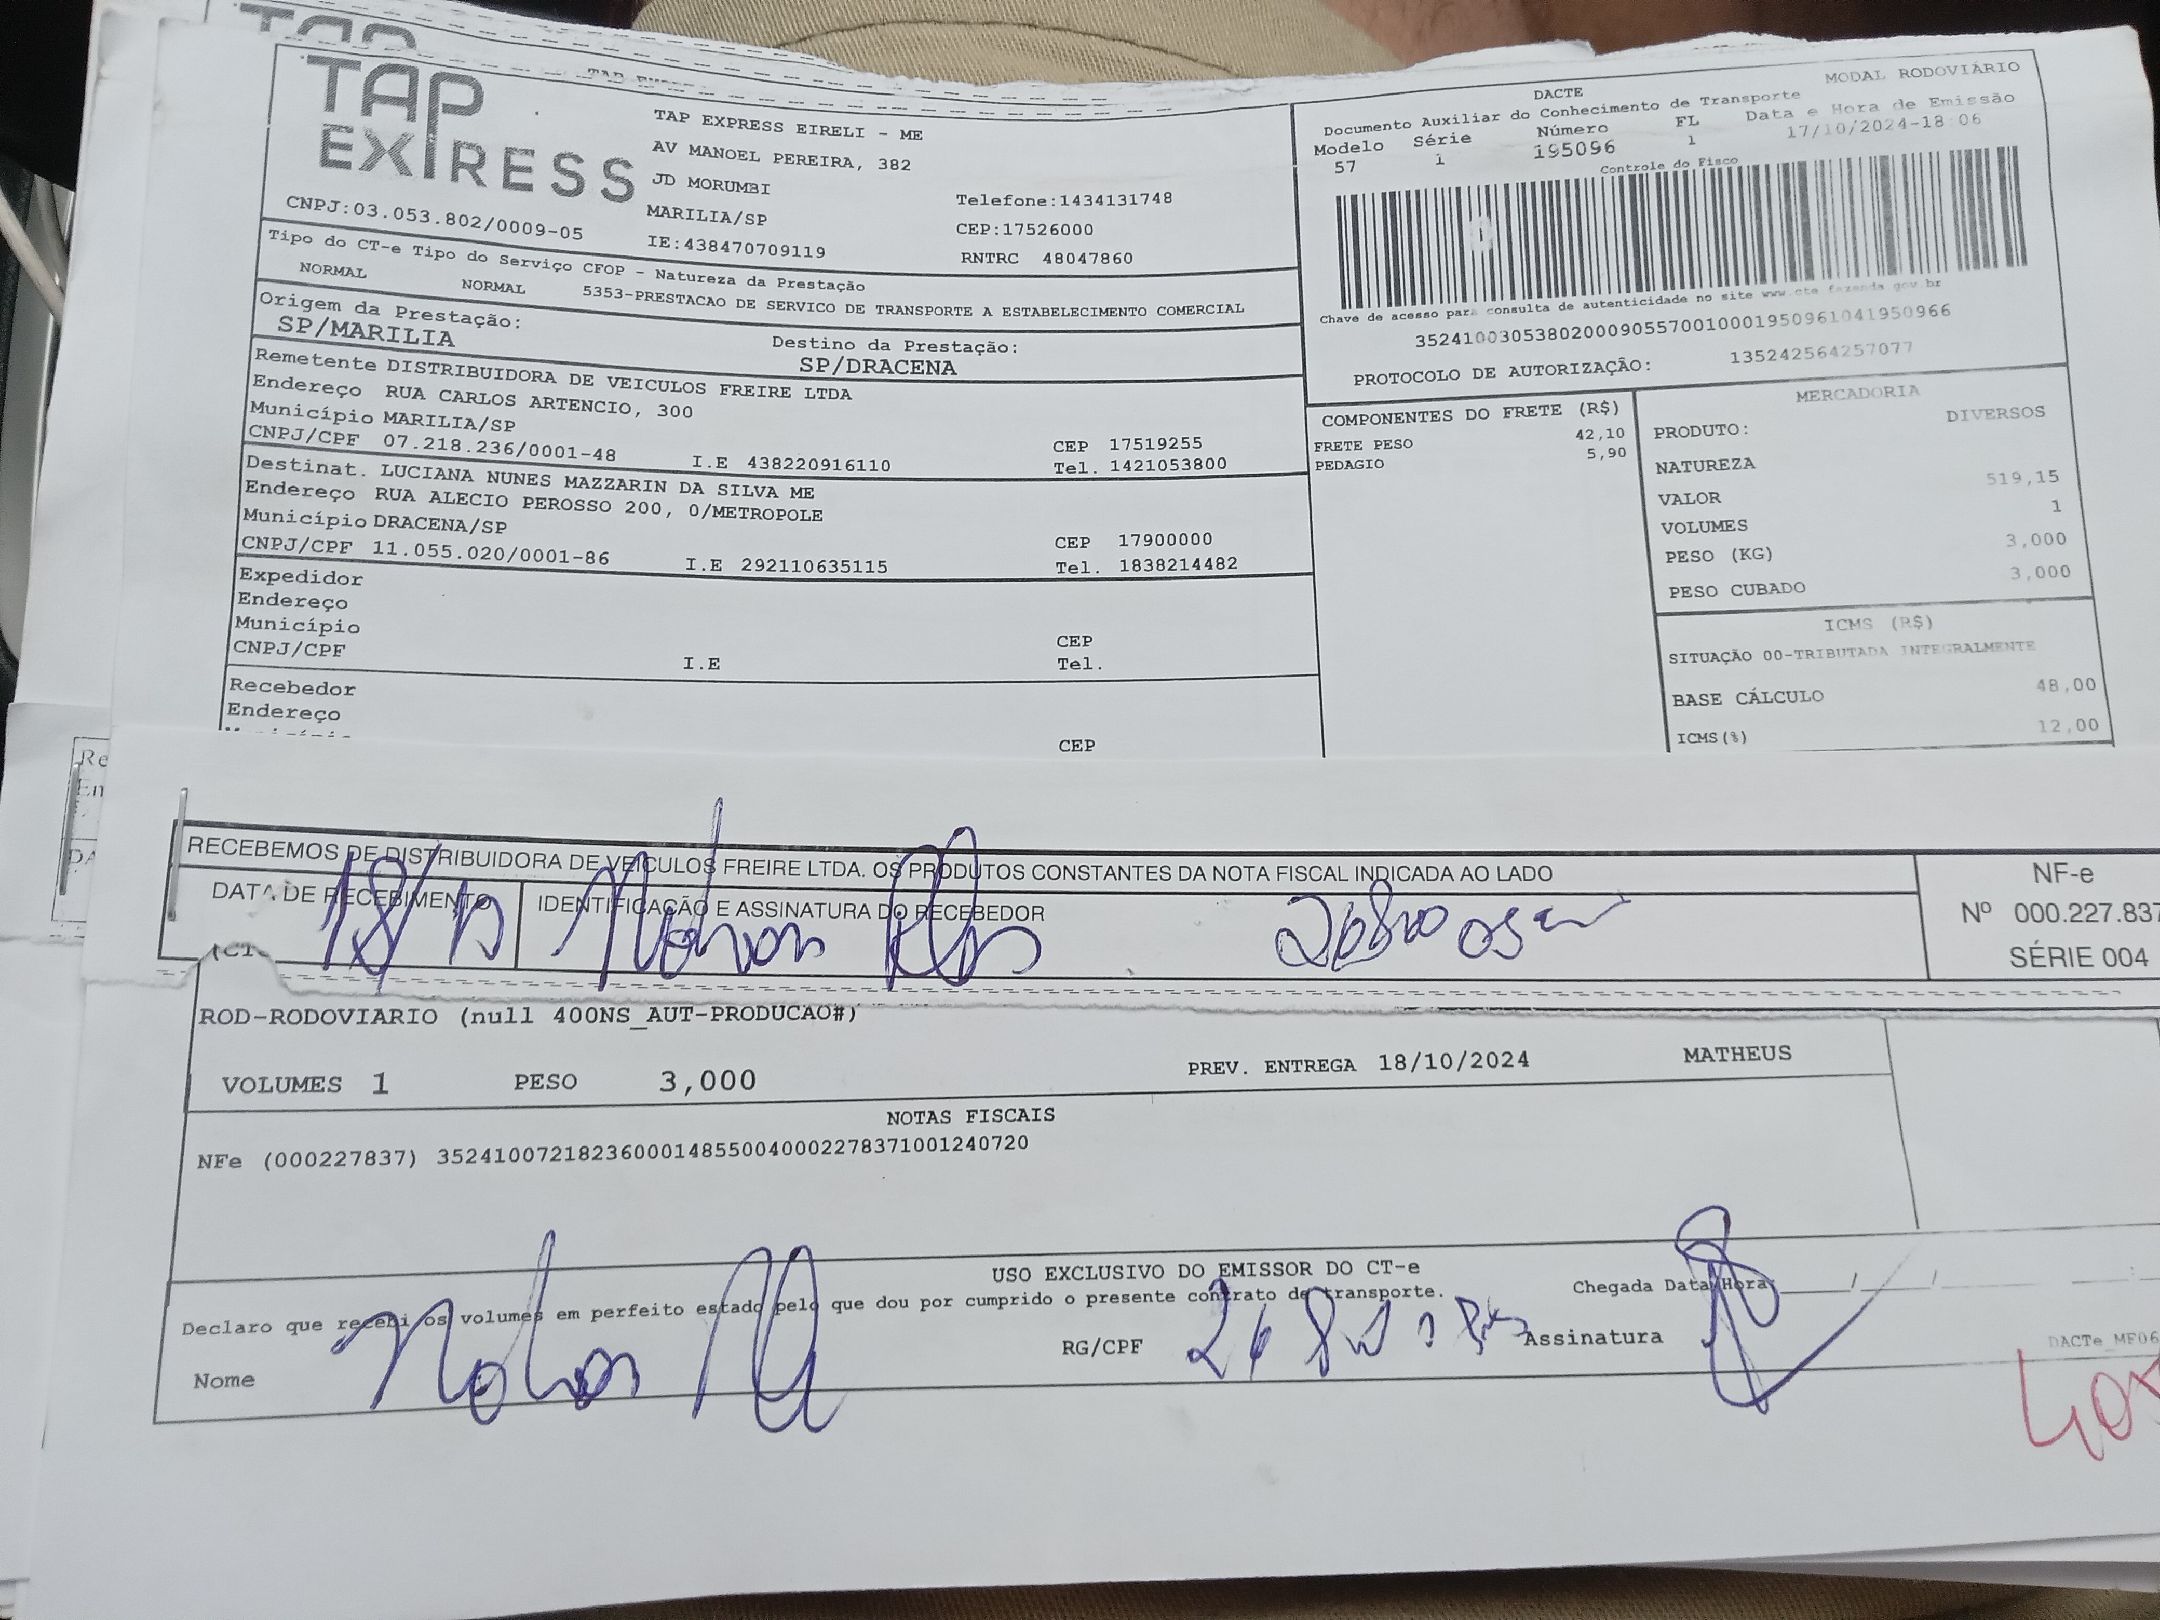 TAP
EXPRESS
TAP EXPRESS EIRELI - ME
AV MANOEL PEREIRA, 382
JD MORUMBI
MARILIA/SP
IE:438470709119
Telefone:1434131748
CEP:17526000
RNTRC 48047860
CNPJ:03.053.802/0009-05
DACTE
MODAL RODOVIÁRIO
Documento Auxiliar do Conhecimento de Transporte
Modelo Série Número FL Data e Hora de Emissão
57 1 195096 1 17/10/2024-18:06
Controle do Fisco
Chave de acesso para consulta de autenticidade no site www.cte.fazenda.gov.br
35241003053802000905570010001950961041950966
PROTOCOLO DE AUTORIZAÇÃO: 135242564257077
Tipo do CT-e Tipo do Serviço CFOP - Natureza da Prestação
NORMAL NORMAL 5353-PRESTACAO DE SERVICO DE TRANSPORTE A ESTABELECIMENTO COMERCIAL
Origem da Prestação: Destino da Prestação:
SP/MARILIA SP/DRACENA
Remetente DISTRIBUIDORA DE VEICULOS FREIRE LTDA
Endereço RUA CARLOS ARTENCIO, 300
Município MARILIA/SP CEP 17519255
CNPJ/CPF 07.218.236/0001-48 I.E 438220916110 Tel. 1421053800
Destinat. LUCIANA NUNES MAZZARIN DA SILVA ME
Endereço RUA ALECIO PEROSSO 200, 0/METROPOLE
Município DRACENA/SP CEP 17900000
CNPJ/CPF 11.055.020/0001-86 I.E 292110635115 Tel. 1838214482
Expedidor
Endereço
Município CEP
CNPJ/CPF I.E Tel.
Recebedor
Endereço
CEP
COMPONENTES DO FRETE (R$)
FRETE PESO 42,10
PEDAGIO 5,90
MERCADORIA
PRODUTO: DIVERSOS
NATUREZA
VALOR 519,15
VOLUMES 1
PESO (KG) 3,000
PESO CUBADO 3,000
ICMS (R$)
SITUAÇÃO 00-TRIBUTADA INTEGRALMENTE
BASE CÁLCULO 48,00
ICMS(%) 12,00
RECEBEMOS DE DISTRIBUIDORA DE VEICULOS FREIRE LTDA. OS PRODUTOS CONSTANTES DA NOTA FISCAL INDICADA AO LADO
DATA DE RECEBIMENTO IDENTIFICAÇÃO E ASSINATURA DO RECEBEDOR
NF-e
Nº 000.227.837
SÉRIE 004
ROD-RODOVIARIO (null 400NS_AUT-PRODUCAO#)
VOLUMES 1 PESO 3,000 PREV. ENTREGA 18/10/2024 MATHEUS
NOTAS FISCAIS
NFe (000227837) 35241007218236000148550040002278371001240720
USO EXCLUSIVO DO EMISSOR DO CT-e
Declaro que recebi os volumes em perfeito estado pelo que dou por cumprido o presente contrato de transporte.
Chegada Data/Hora
Nome RG/CPF Assinatura
DACTe_MF06